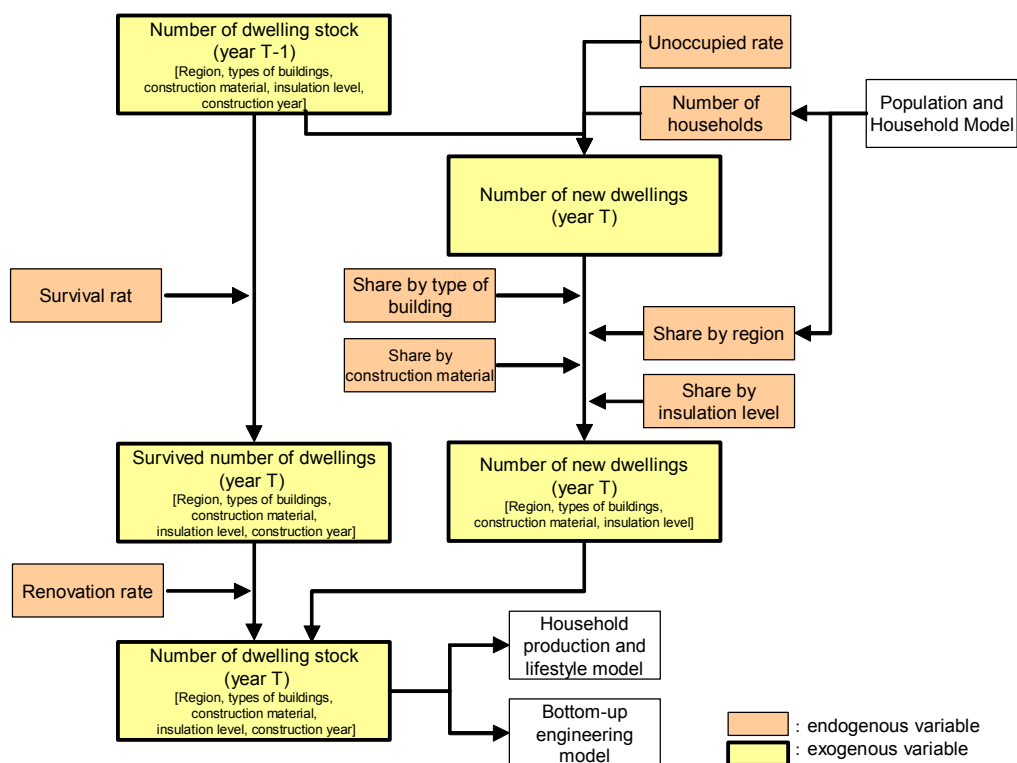 Number of dwelling stock
(year T-1)
[Region, types of buildings,
construction material, insulation level,
construction year]
Unoccupied rate
Number of
households
Population and
Household Model
Number of new dwellings
(year T)
Survival rat
Share by type of
building
Share by region
Share by
construction material
Share by
insulation level
Survived number of dwellings
(year T)
[Region, types of buildings,
construction material,
insulation level, construction year]
Number of new dwellings
(year T)
[Region, types of buildings,
construction material, insulation level]
Renovation rate
Number of dwelling stock
(year T)
[Region, types of buildings,
construction material,
insulation level, construction year]
Household
production and
lifestyle model
Bottom-up
engineering
model
: endogenous variable
: exogenous variable